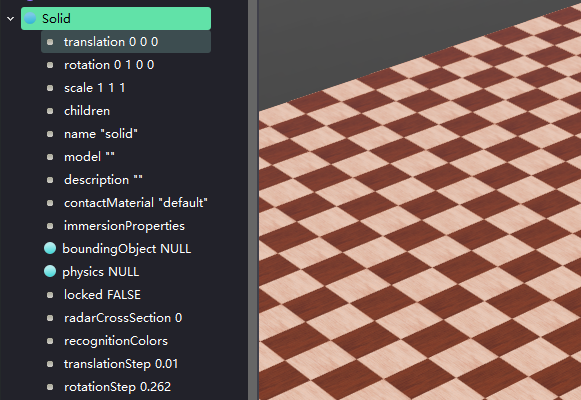 Solid
translation 0 0 0
rotation 0 1 0 0
scale 1 1 1
children
name "solid"
model ""
description ""
contactMaterial "default"
immersionProperties
boundingObject NULL
physics NULL
locked FALSE
radarCrossSection 0
recognitionColors
translationStep 0.01
rotationStep 0.262